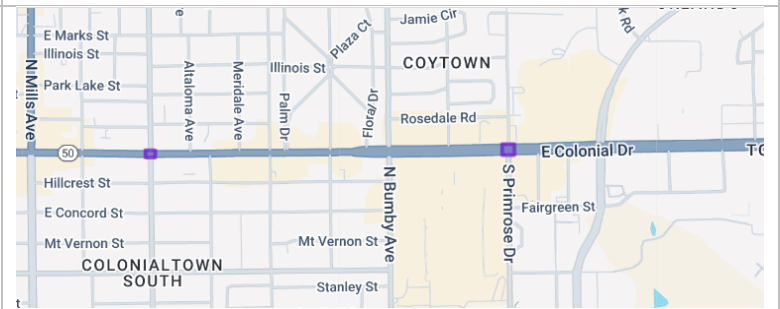 Jamie Cir
k Rd
E Marks St
Plaza Ct
Illinois St
Illinois St
COYTOWN
N Mills Ave
Park Lake St
Altaloma Ave
Meridale Ave
Palm Dr
Flora Dr
Rosedale Rd
50
E Colonial Dr
Hillcrest St
N Bumby Ave
S Primrose Dr
E Concord St
Fairgreen St
Mt Vernon St
Mt Vernon St
COLONIALTOWN
SOUTH
Stanley St